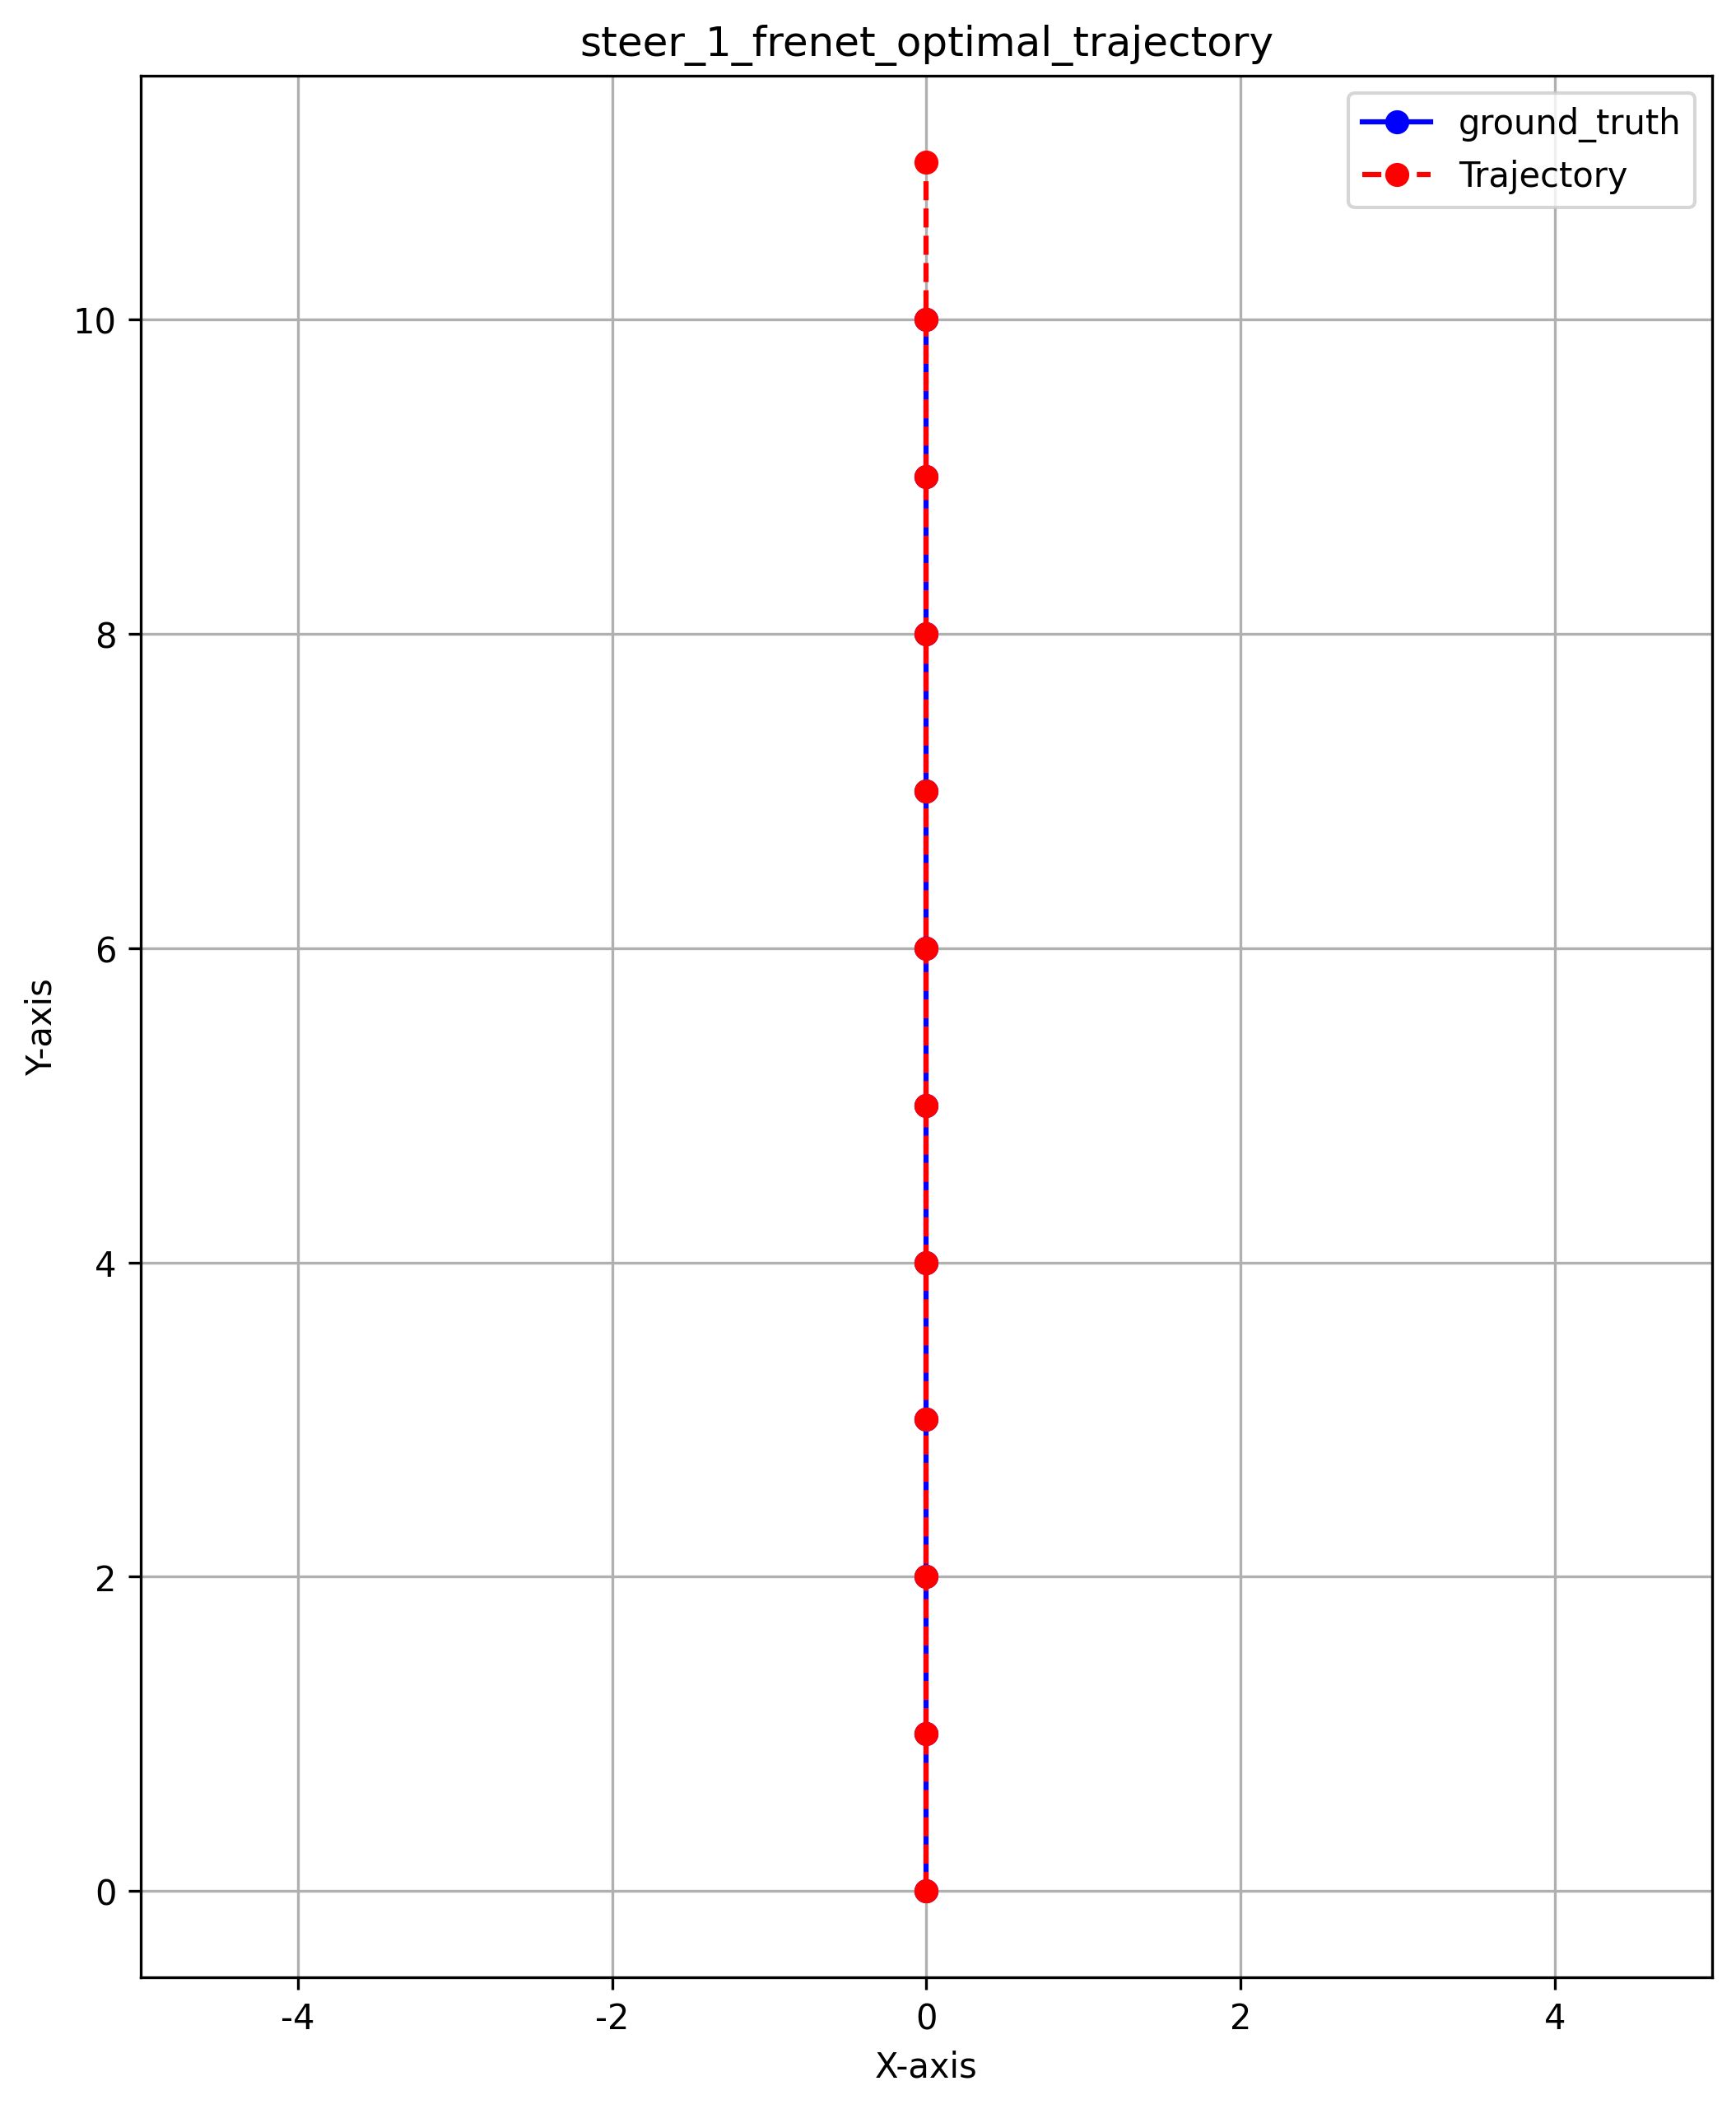 steer_1_frenet_optimal_trajectory
ground_truth
Trajectory
10
8
6
4
2
0
Y-axis
-4 -2 0 2 4
X-axis